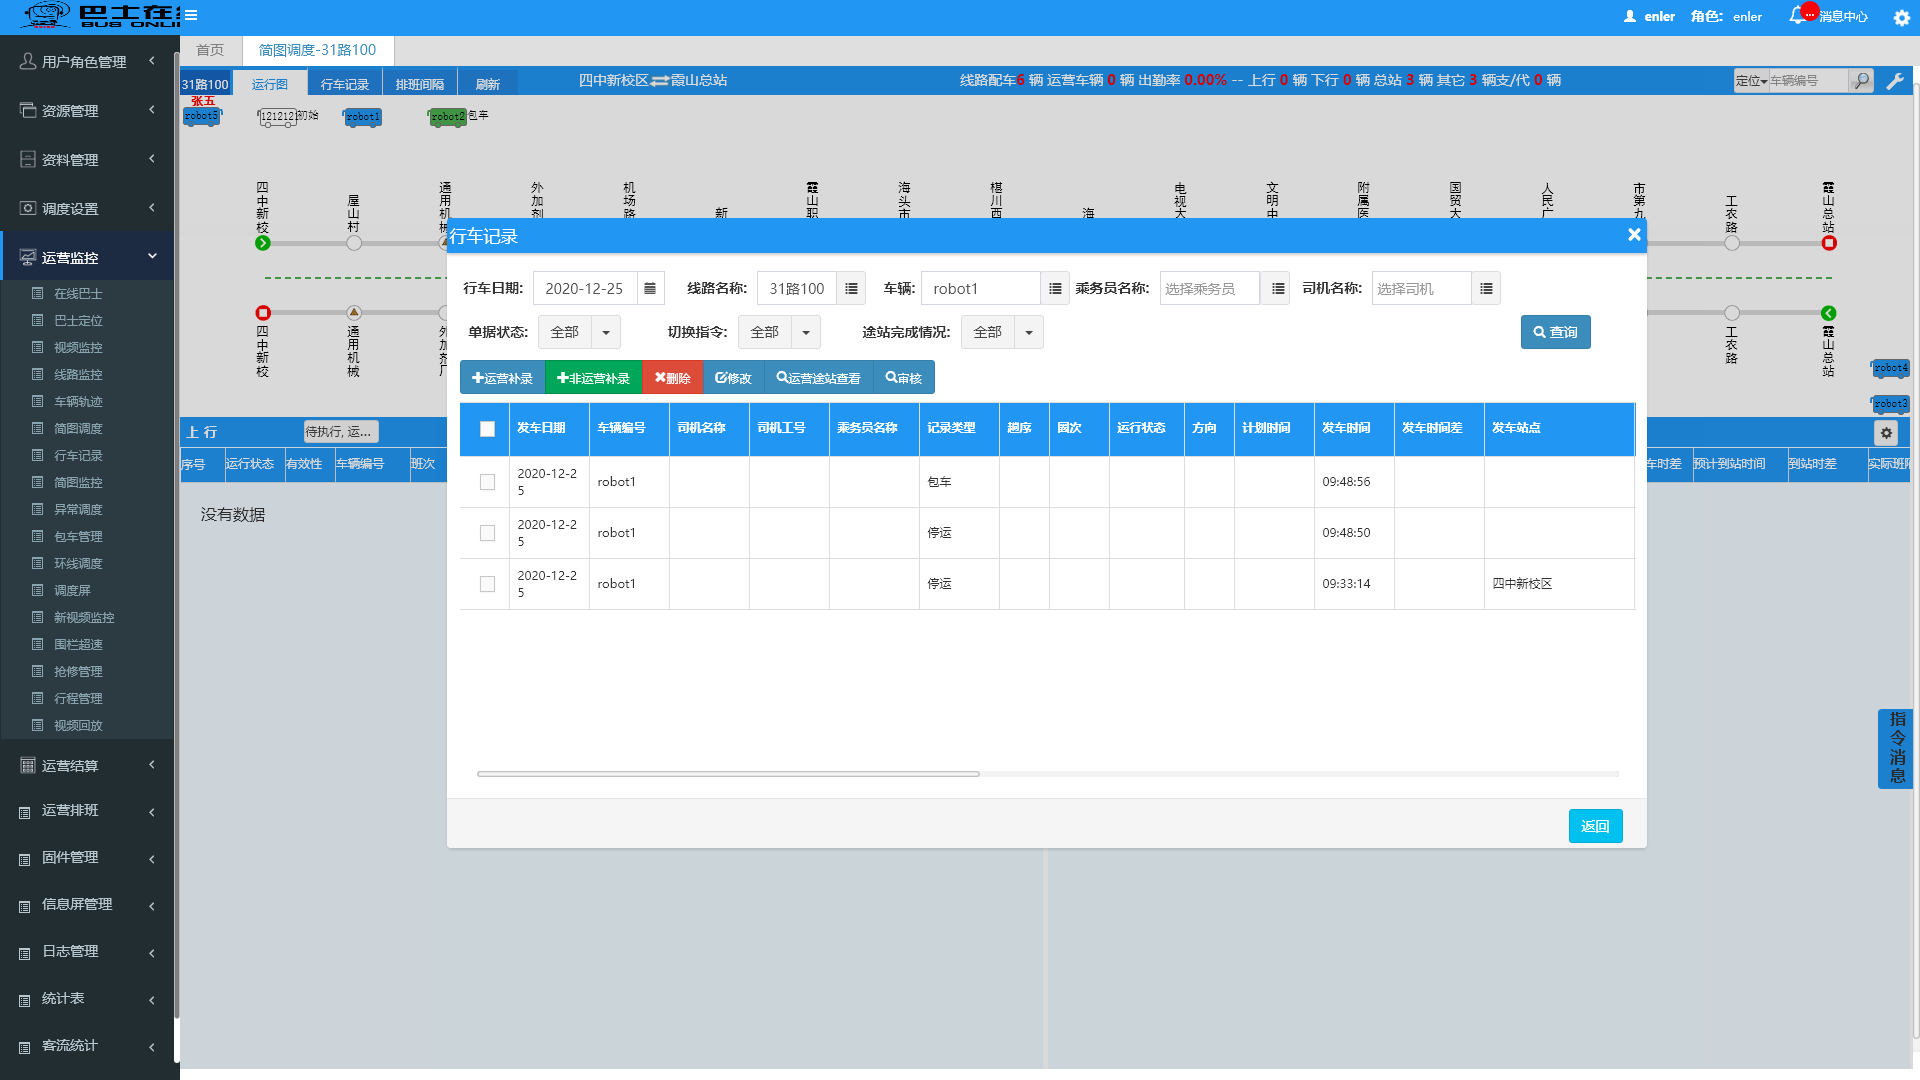 巴士在线
BUS ONLI
enler 角色: enler ... 消息中心
首页 简图调度-31路100
31路100 运行图 行车记录 排班间隔 刷新 四中新校区⇄霞山总站 线路配车6 辆 运营车辆 0 辆 出勤率 0.00% -- 上行 0 辆 下行 0 辆 总站 3 辆 其它 3 辆支/代 0 辆 定位 车辆编号
张五
robot5 1212121初始 robot1 robot2包车
四中新校
屋山村
通用机械
外加剂
机场路
新
霞山职
海头市
椹川西
海
电视大
文明中
附属医
国贸大
人民广
市第九
工农路
霞山总站
四中新校
通用机械
外加剂厂
工农路
霞山总站
robot4
robot3
上 行 待执行, 运...
序号 运行状态 有效性 车辆编号 班次
车时差 预计到站时间 到站时差 实际班
没有数据
用户角色管理
资源管理
资料管理
调度设置
运营监控
在线巴士
巴士定位
视频监控
线路监控
车辆轨迹
简图调度
行车记录
简图监控
异常调度
包车管理
环线调度
调度屏
新视频监控
围栏超速
抢修管理
行程管理
视频回放
运营结算
运营排班
固件管理
信息屏管理
日志管理
统计表
客流统计
行车记录 ×
行车日期: 2020-12-25 线路名称: 31路100 车辆: robot1 乘务员名称: 选择乘务员 司机名称: 选择司机
单据状态: 全部 切换指令: 全部 途站完成情况: 全部 查询
运营补录 非运营补录 删除 修改 运营途站查看 审核
发车日期 车辆编号 司机名称 司机工号 乘务员名称 记录类型 趟序 圈次 运行状态 方向 计划时间 发车时间 发车时间差 发车站点
2020-12-25 robot1 包车 09:48:56
2020-12-25 robot1 停运 09:48:50
2020-12-25 robot1 停运 09:33:14 四中新校区
返回
指令消息